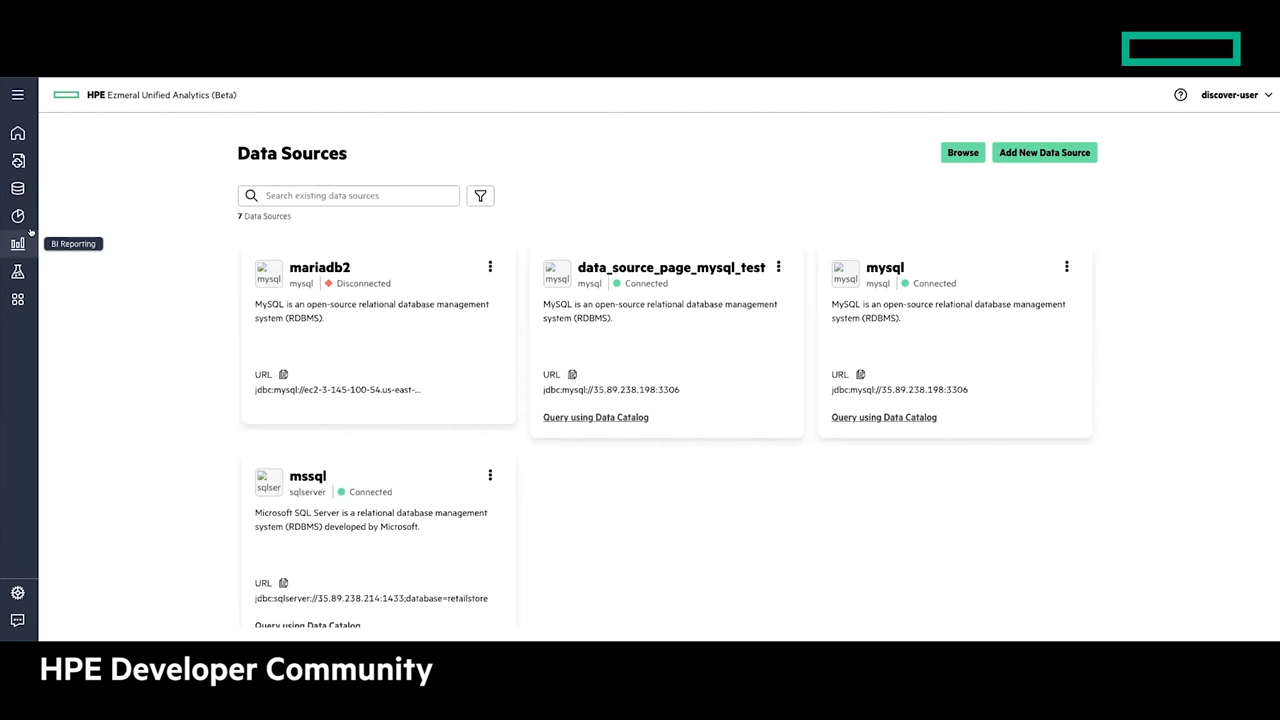 HPE Ezmeral Unified Analytics (Beta)
discover-user
Data Sources
Browse
Add New Data Source
Search existing data sources
7 Data Sources
BI Reporting
mysql
mariadb2
mysql
Disconnected
MySQL is an open-source relational database management
system (RDBMS).
URL
jdbc:mysql://ec2-3-145-100-54.us-east-...
mysql
data_source_page_mysql_test
mysql
Connected
MySQL is an open-source relational database management
system (RDBMS).
URL
jdbc:mysql://35.89.238.198:3306
Query using Data Catalog
mysql
mysql
mysql
Connected
MySQL is an open-source relational database management
system (RDBMS).
URL
jdbc:mysql://35.89.238.198:3306
Query using Data Catalog
sqlser
mssql
sqlserver
Connected
Microsoft SQL Server is a relational database management
system (RDBMS) developed by Microsoft.
URL
jdbc:sqlserver://35.89.238.214:1433;database=retailstore
Query using Data Catalog
HPE Developer Community